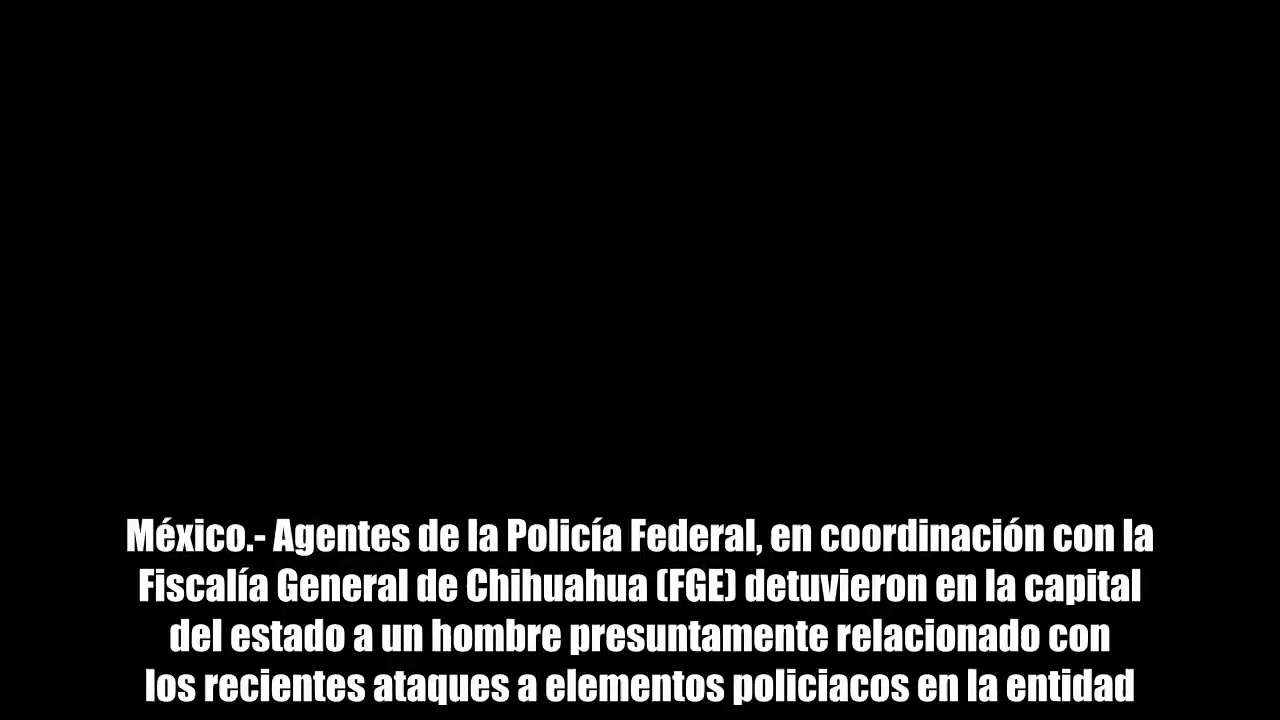 México.- Agentes de la Policía Federal, en coordinación con la
Fiscalía General de Chihuahua (FGE) detuvieron en la capital
del estado a un hombre presuntamente relacionado con
los recientes ataques a elementos policiacos en la entidad